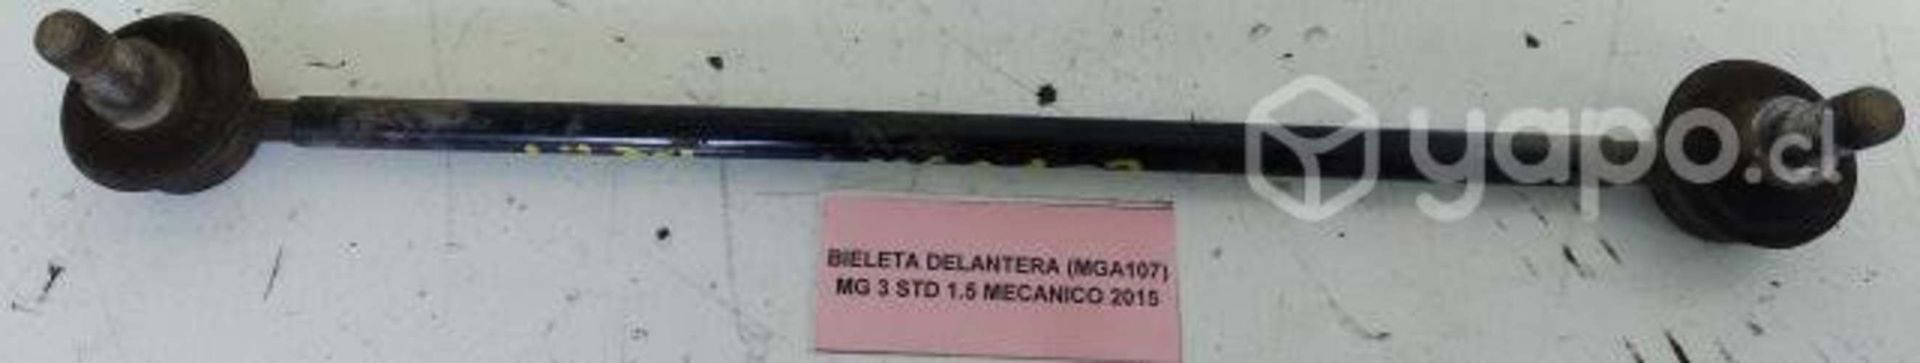 yapo.cl
BIELETA DELANTERA (MGA107)
MG 3 STD 1.5 MECANICO 2015